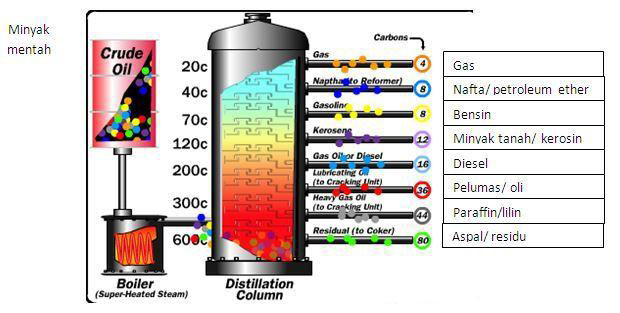 Minyak
mentah
Crude
Oil
Boiler
(Super-Heated Steam)
20c
40c
70c
120c
200c
300c
600c
Distillation
Column
Carbons
Gas
4
Naptha (to Reformer)
8
Gasoline
8
Kerosene
12
Gas Oil or Diesel
16
Lubricating Oil
(to Cracking Unit)
36
Heavy Gas Oil
(to Cracking Unit)
44
Residual (to Coker)
80
Gas
Nafta/ petroleum ether
Bensin
Minyak tanah/ kerosin
Diesel
Pelumas/ oli
Paraffin/lilin
Aspal/ residu